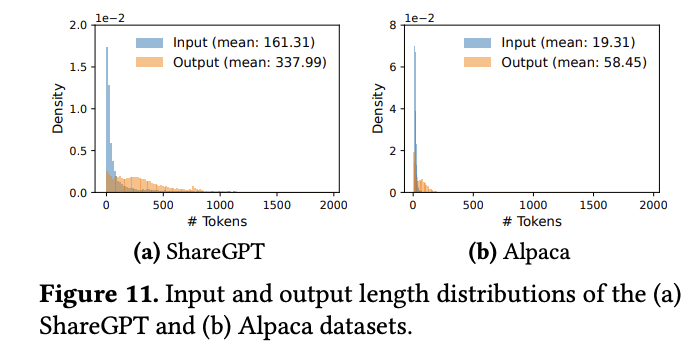 1e−2
2.0
1.5
1.0
0.5
0.0
Density
Input (mean: 161.31)
Output (mean: 337.99)
0 500 1000 1500 2000
# Tokens
(a) ShareGPT
1e−2
8
6
4
2
0
Density
Input (mean: 19.31)
Output (mean: 58.45)
0 500 1000 1500 2000
# Tokens
(b) Alpaca
Figure 11. Input and output length distributions of the (a)
ShareGPT and (b) Alpaca datasets.